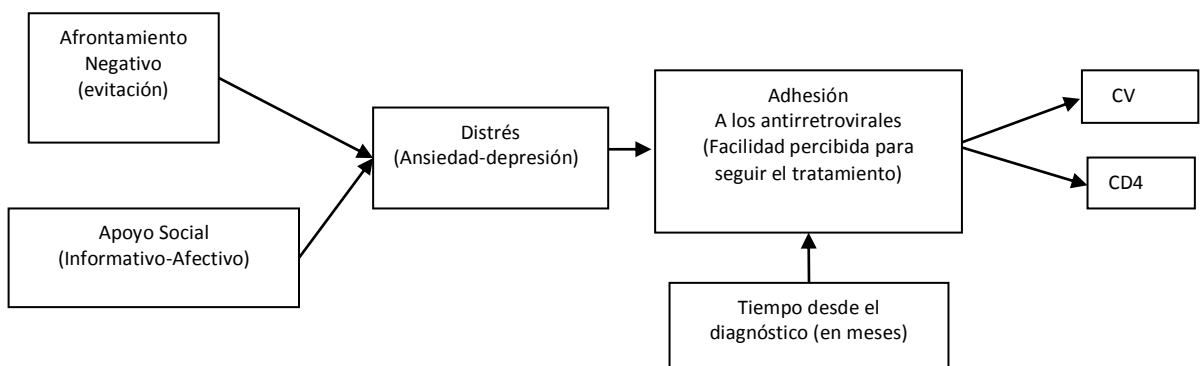 Afrontamiento
Negativo
(evitación)
Apoyo Social
(Informativo-Afectivo)
Distrés
(Ansiedad-depresión)
Adhesión
A los antirretrovirales
(Facilidad percibida para
seguir el tratamiento)
Tiempo desde el
diagnóstico (en meses)
CV
CD4